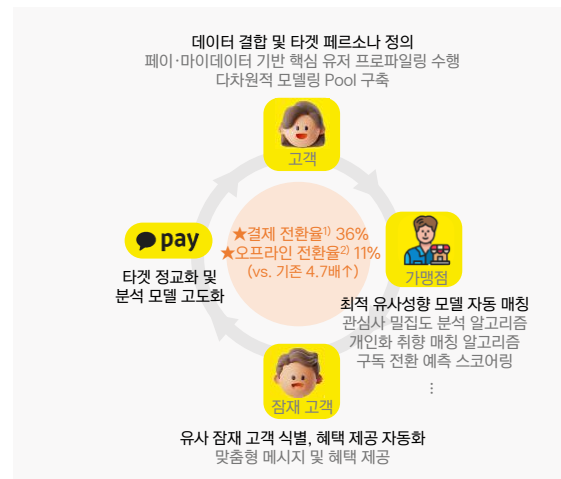 데이터 결합 및 타겟 페르소나 정의
페이·마이데이터 기반 핵심 유저 프로파일링 수행
다차원적 모델링 Pool 구축
고객
pay
타겟 정교화 및
분석 모델 고도화
★결제 전환율1) 36%
★오프라인 전환율2) 11%
(vs. 기존 4.7배↑)
가맹점
최적 유사성향 모델 자동 매칭
관심사 밀집도 분석 알고리즘
개인화 취향 매칭 알고리즘
구독 전환 예측 스코어링
⋮
잠재 고객
유사 잠재 고객 식별, 혜택 제공 자동화
맞춤형 메시지 및 혜택 제공